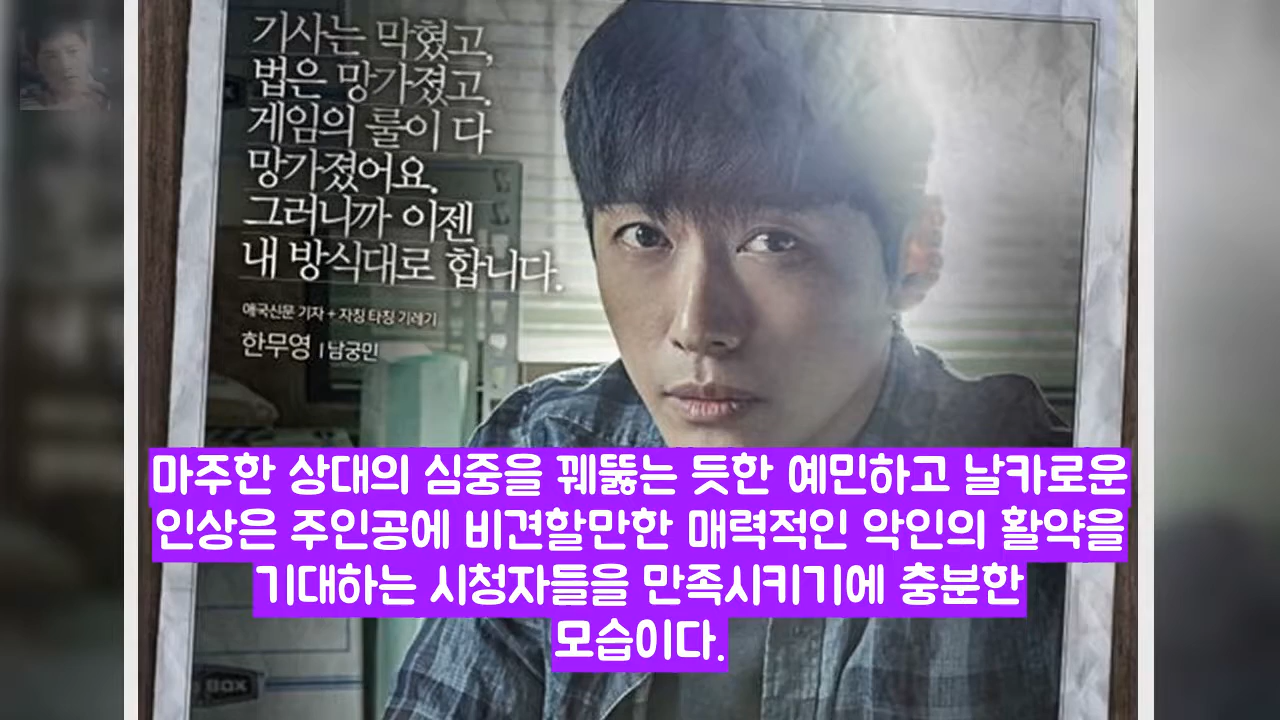 기사는 막혔고,
법은 망가졌고.
게임의 룰이 다
망가졌어요.
그러니까 이젠
내 방식대로 합니다.
애국신문 기자 + 자칭 타칭 기레기
한무영 | 남궁민
마주한 상대의 심중을 꿰뚫는 듯한 예민하고 날카로운
인상은 주인공에 비견할만한 매력적인 악인의 활약을
기대하는 시청자들을 만족시키기에 충분한
모습이다.
BOX